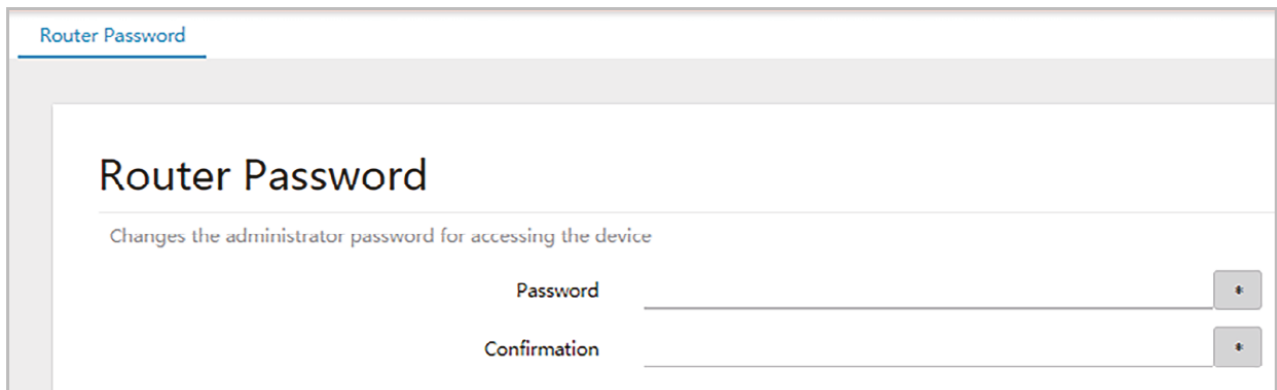 Router Password
Router Password
Changes the administrator password for accessing the device
Password *
Confirmation *